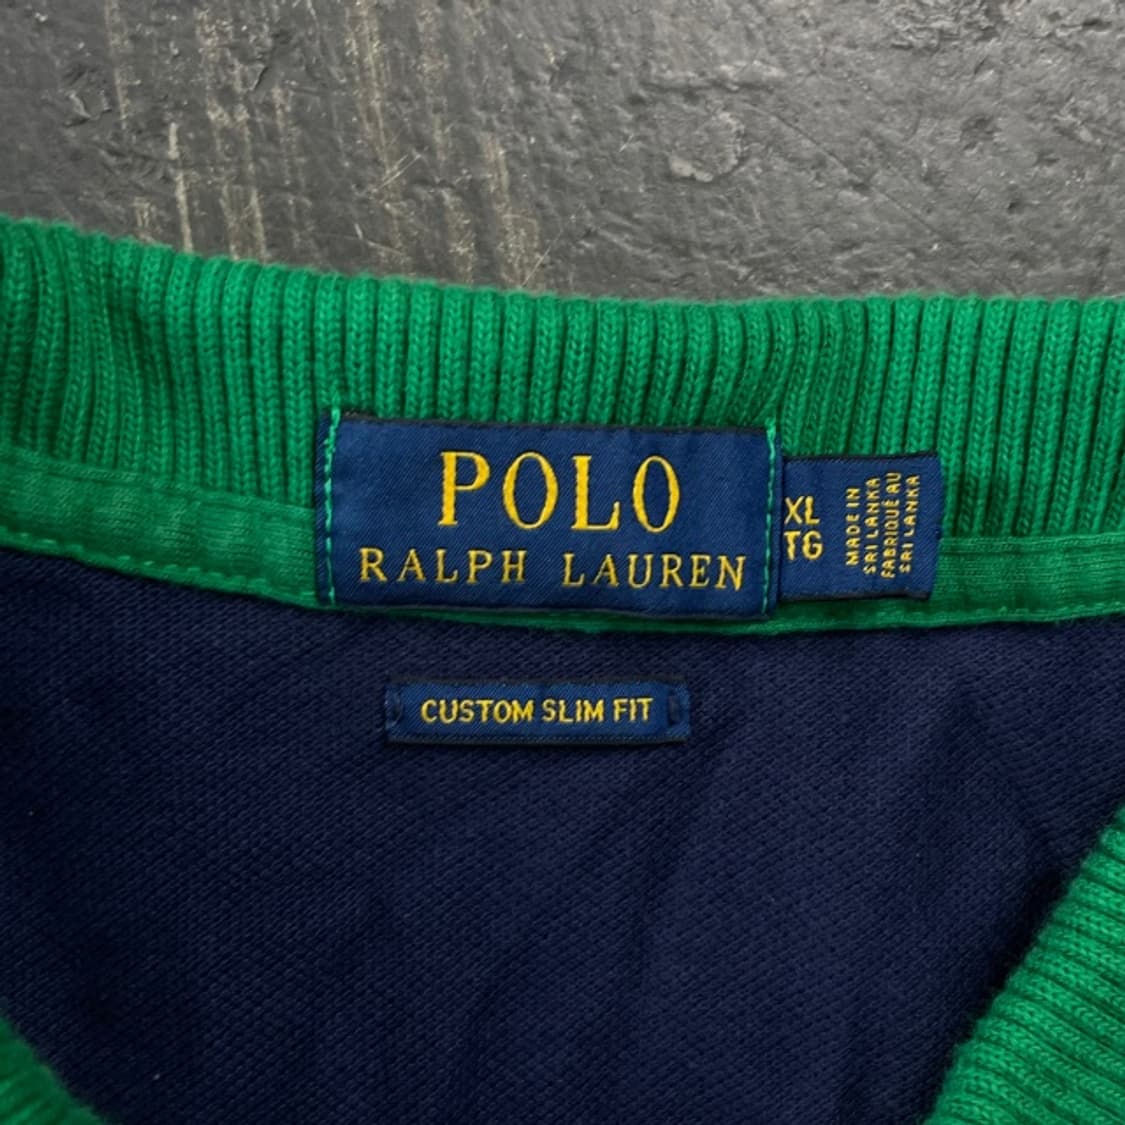 POLO
RALPH LAUREN
XL
TG
MADE IN
SRI LANKA
FABRIQUÉ AU
SRI LANKA
CUSTOM SLIM FIT